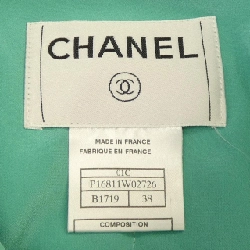 CHANEL
MADE IN FRANCE
FABRIQUE EN FRANCE
CIC
P16811W02726
B1719 38
COMPOSITION